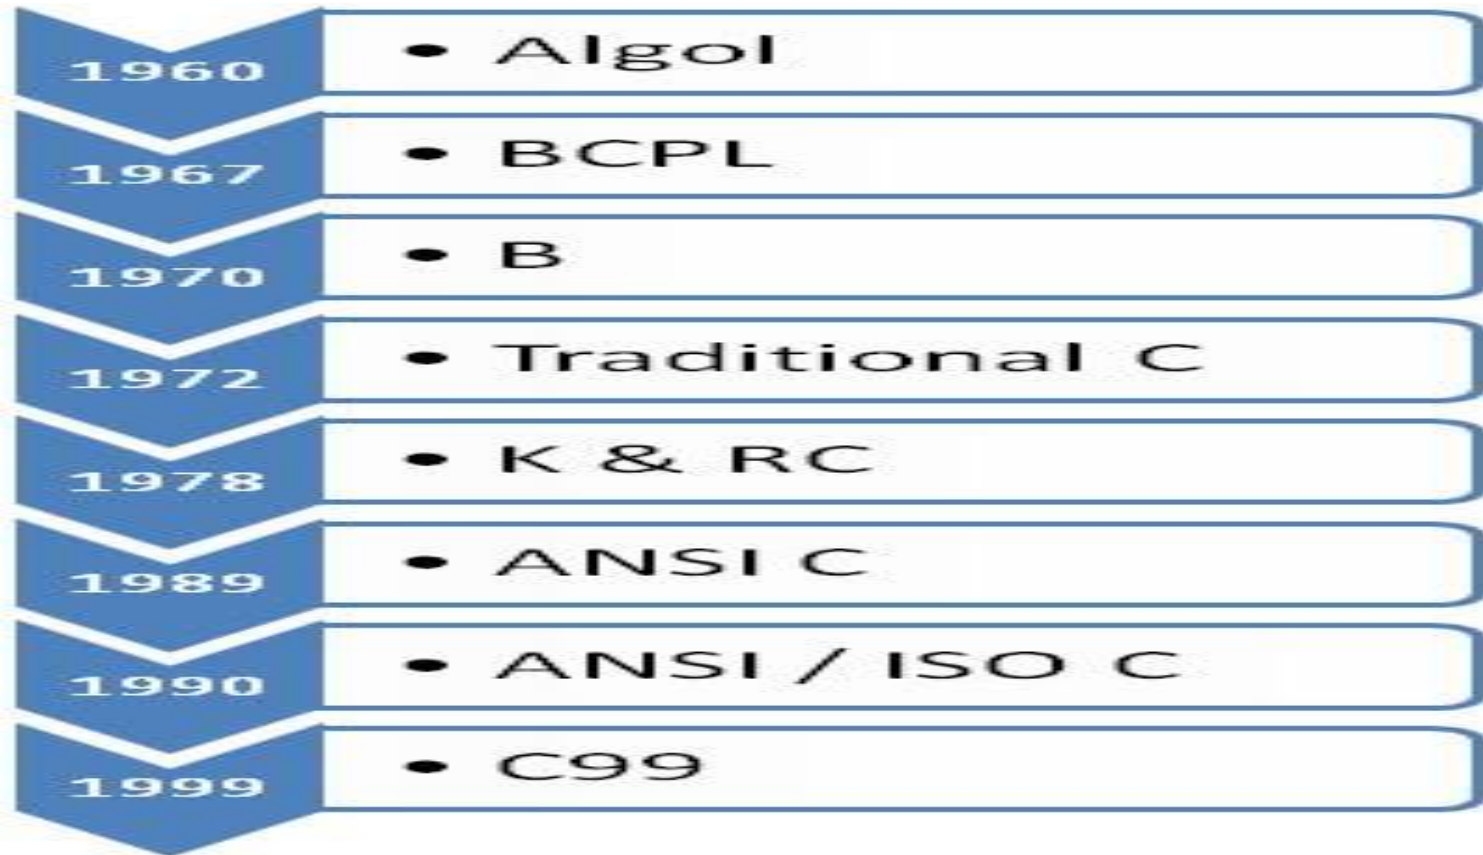 1960 • Algol
1967 • BCPL
1970 • B
1972 • Traditional C
1978 • K & RC
1989 • ANSI C
1990 • ANSI / ISO C
1999 • C99